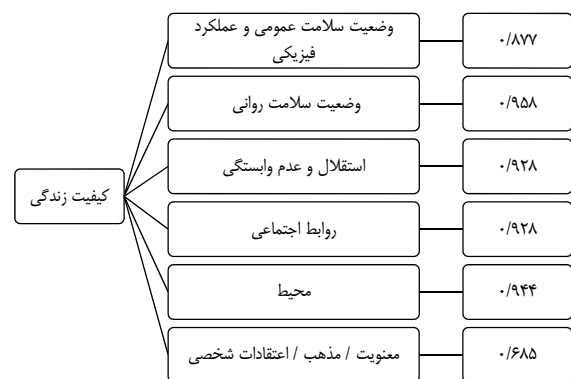 وضعیت سلامت عمومی و عملکرد
فیزیکی
۰/۸۷۷
وضعیت سلامت روانی
۰/۹۵۸
استقلال و عدم وابستگی
۰/۹۲۸
کیفیت زندگی
روابط اجتماعی
۰/۹۲۸
محیط
۰/۹۴۴
معنویت / مذهب / اعتقادات شخصی
۰/۶۸۵